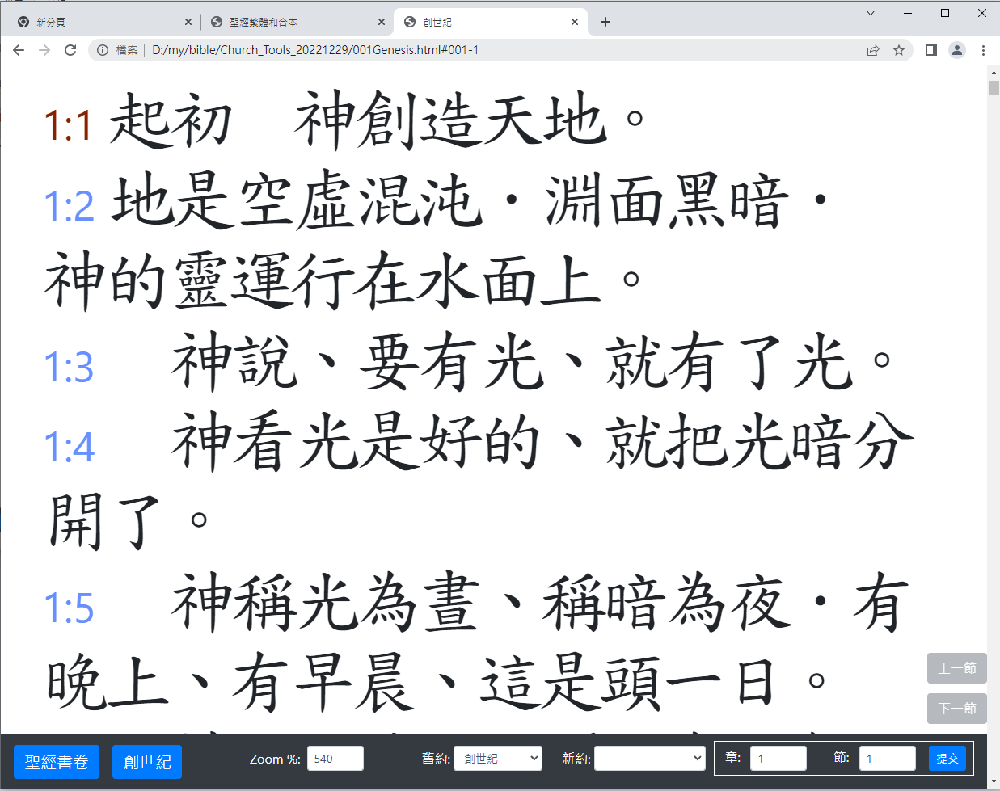 新分頁
聖經繁體和合本
創世紀
檔案 D:/my/bible/Church_Tools_20221229/001Genesis.html#001-1
1:1 起初　神創造天地。
1:2 地是空虛混沌．淵面黑暗．
神的靈運行在水面上。
1:3　神說、要有光、就有了光。
1:4　神看光是好的、就把光暗分
開了。
1:5　神稱光為晝、稱暗為夜．有
晚上、有早晨、這是頭一日。
上一節
下一節
聖經書卷 創世紀 Zoom %: 540 舊約: 創世紀 新約: 章: 1 節: 1 提交